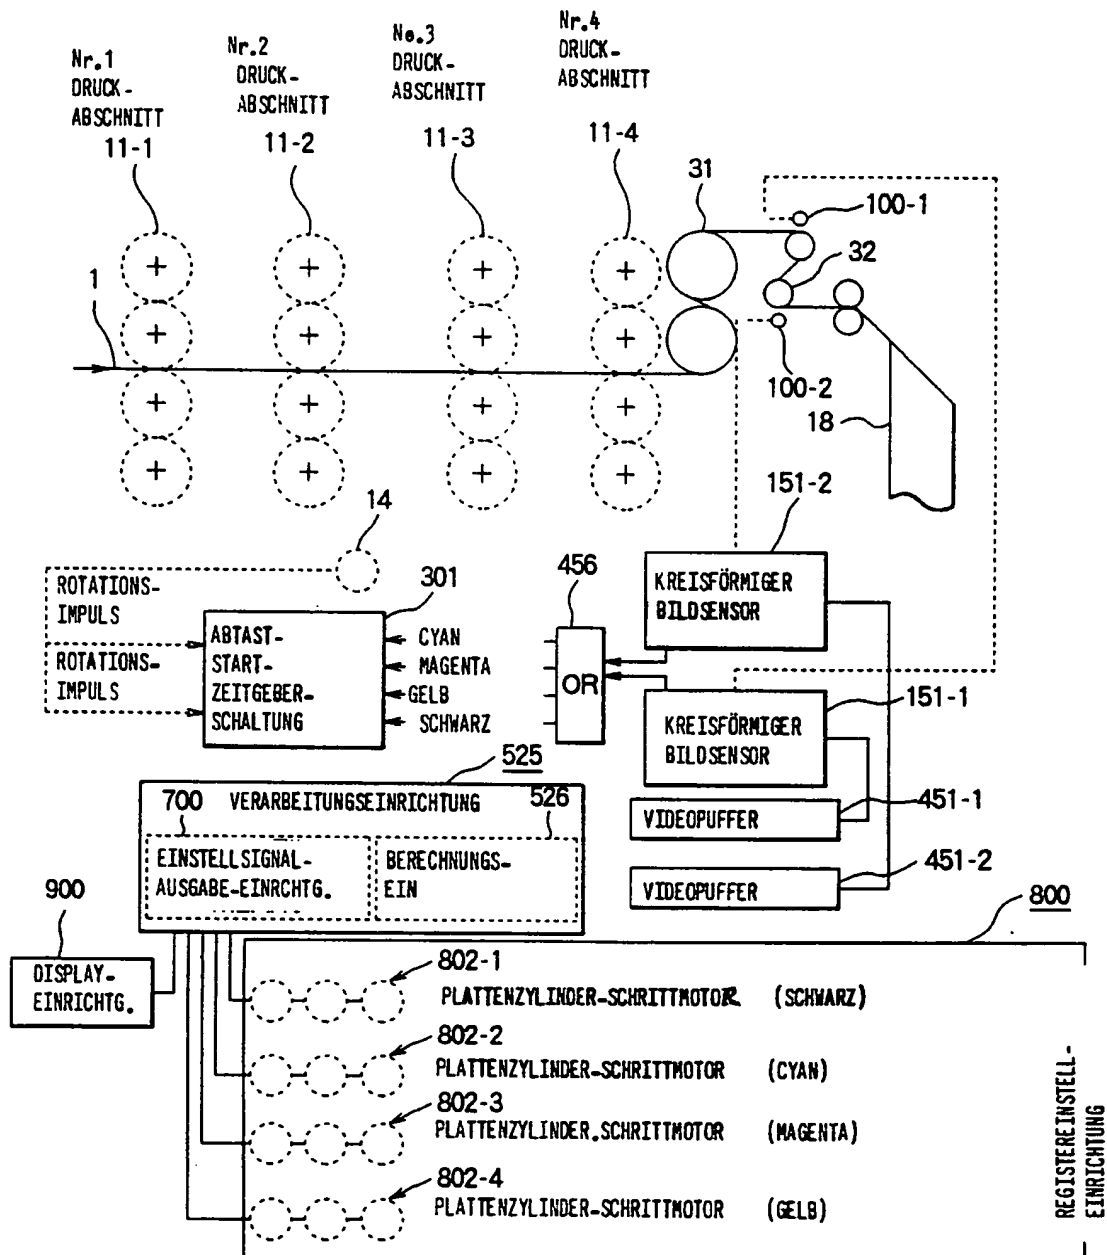 Nr.1
DRUCK-
ABSCHNITT
11-1
Nr.2
DRUCK-
ABSCHNITT
11-2
No.3
DRUCK-
ABSCHNITT
11-3
Nr.4
DRUCK-
ABSCHNITT
11-4
31
100-1
32
1
100-2
18
14
151-2
ROTATIONS-
IMPULS
301
456
KREISFÖRMIGER
BILDSENSOR
ABTAST-
START-
ZEITGEBER-
SCHALTUNG
CYAN
MAGENTA
GELB
SCHWARZ
ROTATIONS-
IMPULS
OR
151-1
KREISFÖRMIGER
BILDSENSOR
525
700
VERARBEITUNGSEINRICHTUNG
526
451-1
VIDEOPUFFER
EINSTELLSIGNAL-
AUSGABE-EINRCHTG.
BERECHNUNGS-
EIN
451-2
VIDEOPUFFER
900
800
DISPLAY-
EINRICHTG.
802-1
PLATTENZYLINDER-SCHRITTMOTOR (SCHWARZ)
802-2
PLATTENZYLINDER-SCHRITTMOTOR (CYAN)
802-3
PLATTENZYLINDER.SCHRITTMOTOR (MAGENTA)
802-4
PLATTENZYLINDER-SCHRITTMOTOR (GELB)
REGISTEREINSTELL-
EINRICHTUNG